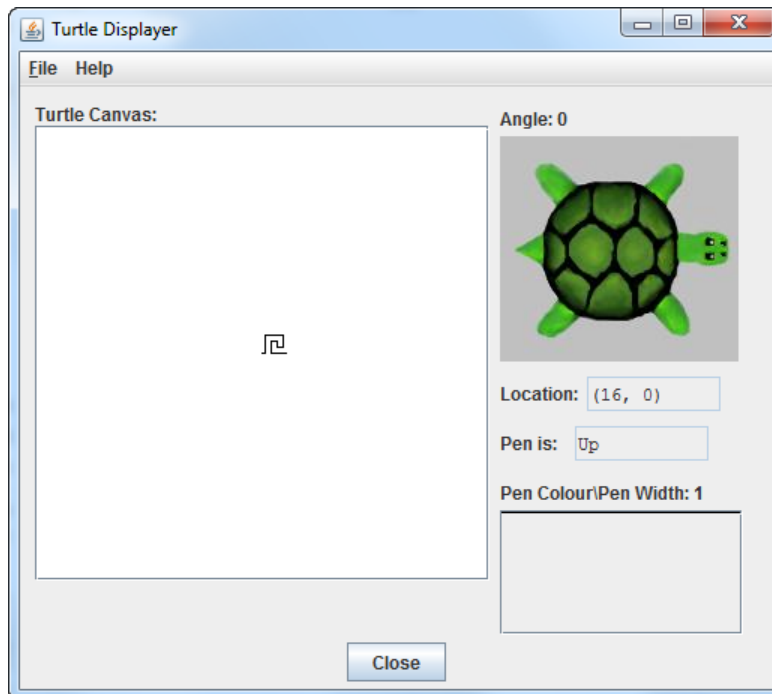 Turtle Displayer
File Help
Turtle Canvas:
Angle: 0
Location: (16, 0)
Pen is: Up
Pen Colour\Pen Width: 1
Close